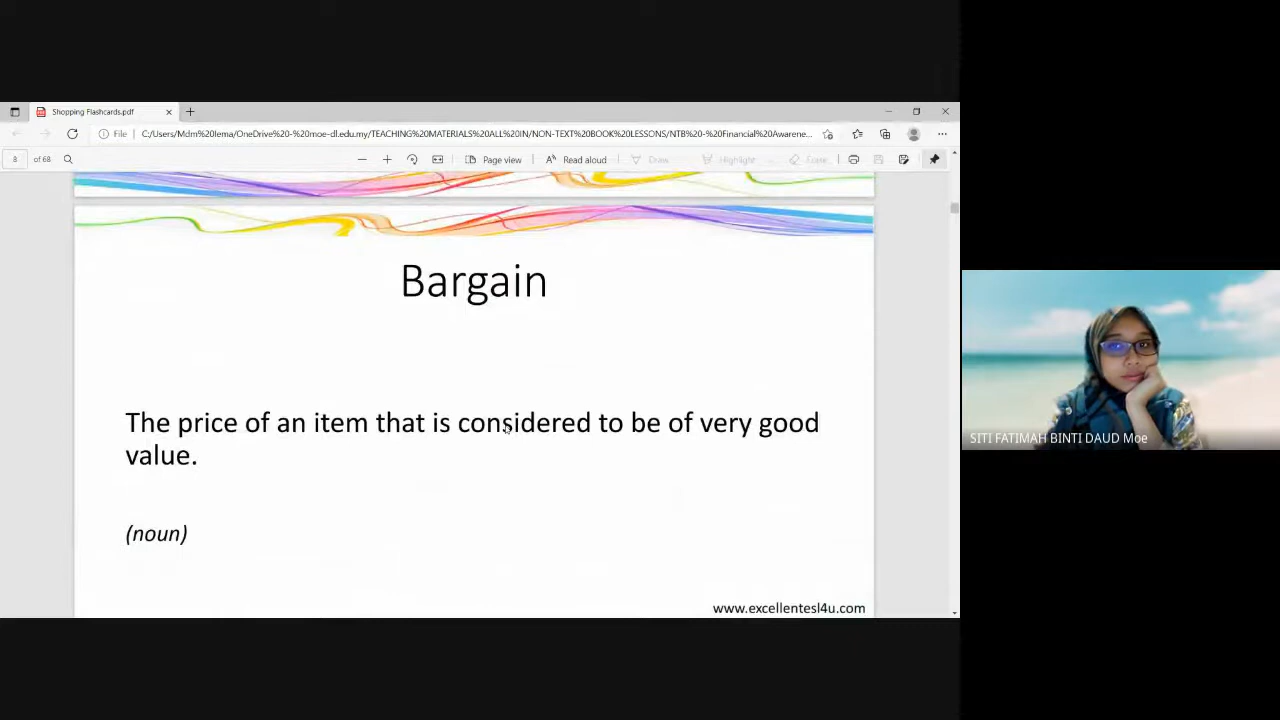 Shopping Flashcards.pdf
File C:/Users/Mdm%20Iema/OneDrive%20-%20moe-dl.edu.my/TEACHING%20MATERIALS%20ALL%20IN/NON-TEXT%20BOOK%20LESSONS/NTB%20-%20Financial%20Awarene...
8 of 68 Page view Read aloud Draw Highlight
Bargain
The price of an item that is considered to be of very good
value.
(noun)
www.excellentesl4u.com
SITI FATIMAH BINTI DAUD Moe